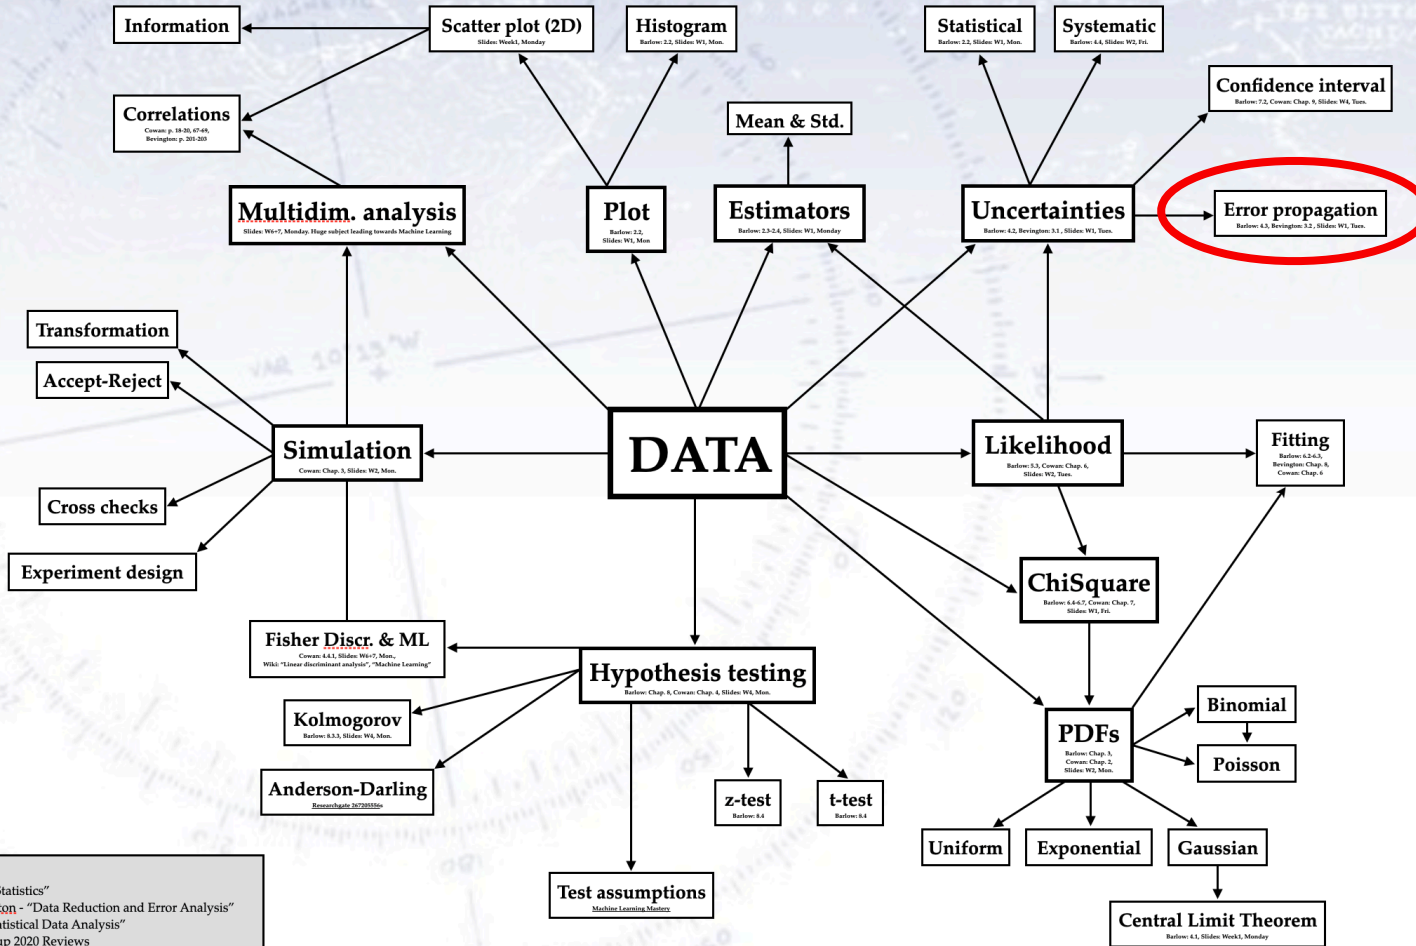 Information
Scatter plot (2D)
Slides: Week1, Monday
Histogram
Barlow: 2.2, Slides: W1, Mon.
Statistical
Barlow: 2.2, Slides: W1, Mon.
Systematic
Barlow: 4.4, Slides: W2, Fri.
Confidence interval
Barlow: 7.2, Cowan: Chap. 9, Slides: W4, Tues.
Correlations
Cowan: p. 18-20, 67-69,
Bevington: p. 201-203
Mean & Std.
Multidim. analysis
Slides: W6+7, Monday. Huge subject leading towards Machine Learning
Plot
Barlow: 2.2,
Slides: W1, Mon
Estimators
Barlow: 2.3-2.4, Slides: W1, Monday
Uncertainties
Barlow: 4.2, Bevington: 3.1 , Slides: W1, Tues.
Error propagation
Barlow: 4.3, Bevington: 3.2 , Slides: W1, Tues.
Transformation
Accept-Reject
VAR 10°15'W
Simulation
Cowan: Chap. 3, Slides: W2, Mon.
DATA
Likelihood
Barlow: 5.3, Cowan: Chap. 6,
Slides: W2, Tues.
Fitting
Barlow: 6.2-6.3,
Bevington: Chap. 8,
Cowan: Chap. 6
Cross checks
Experiment design
ChiSquare
Barlow: 6.4-6.7, Cowan: Chap. 7,
Slides: W1, Fri.
Fisher Discr. & ML
Cowan: 4.4.1, Slides: W6+7, Mon.,
Wiki: "Linear discriminant analysis", "Machine Learning"
Hypothesis testing
Barlow: Chap. 8, Cowan: Chap. 4, Slides: W4, Mon.
Kolmogorov
Barlow: 8.3.3, Slides: W4, Mon.
Anderson-Darling
Researchgate 267205556s
z-test
Barlow: 8.4
t-test
Barlow: 8.4
PDFs
Barlow: Chap. 3,
Cowan: Chap. 2,
Slides: W2, Mon.
Binomial
Poisson
Uniform
Exponential
Gaussian
Test assumptions
Machine Learning Mastery
Central Limit Theorem
Barlow: 4.1, Slides: Week1, Monday
Statistics"
ton - "Data Reduction and Error Analysis"
atistical Data Analysis"
up 2020 Reviews